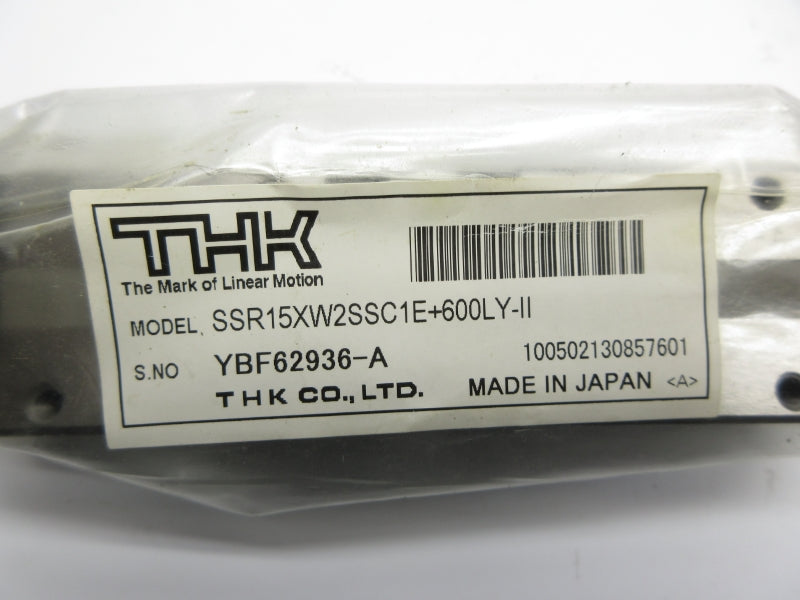 THK
The Mark of Linear Motion
MODEL SSR15XW2SSC1E+600LY-II
S.NO YBF62936-A
100502130857601
THK CO., LTD. MADE IN JAPAN <A>